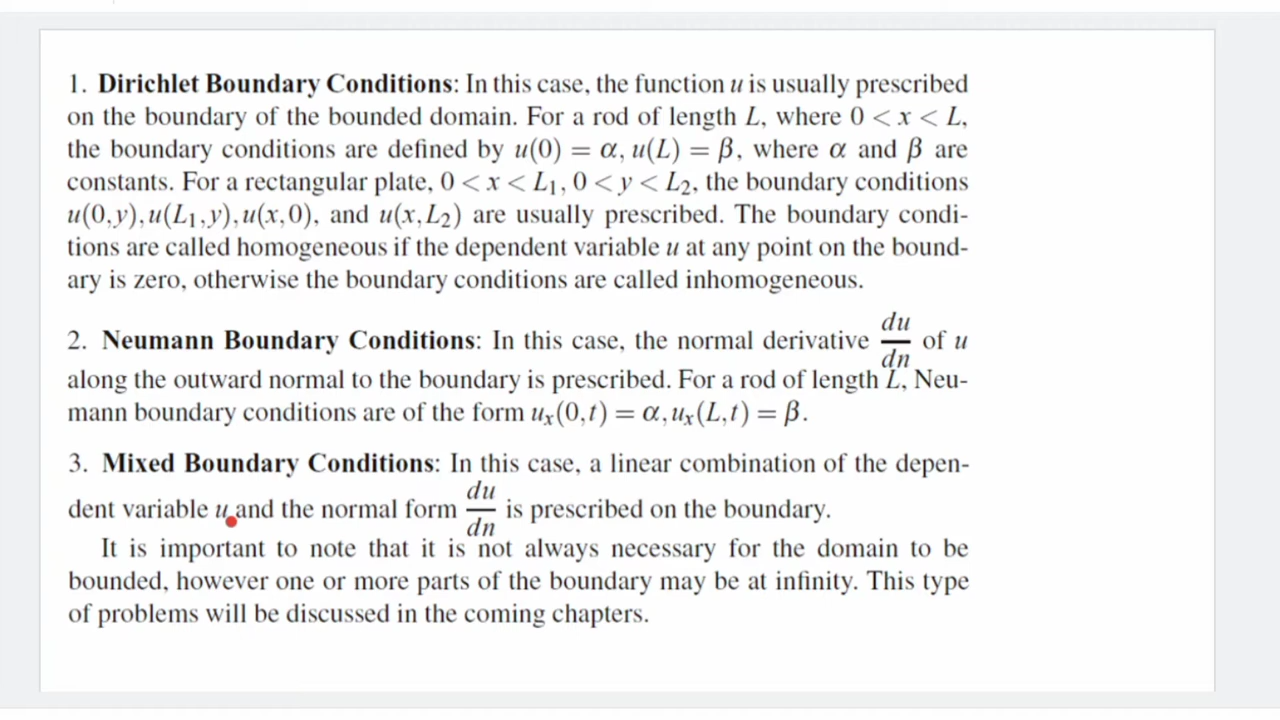 1. Dirichlet Boundary Conditions: In this case, the function u is usually prescribed
on the boundary of the bounded domain. For a rod of length L, where 0 < x < L,
the boundary conditions are defined by u(0) = α, u(L) = β, where α and β are
constants. For a rectangular plate, 0 < x < L₁, 0 < y < L₂, the boundary conditions
u(0,y), u(L₁,y), u(x,0), and u(x,L₂) are usually prescribed. The boundary condi-
tions are called homogeneous if the dependent variable u at any point on the bound-
ary is zero, otherwise the boundary conditions are called inhomogeneous.
2. Neumann Boundary Conditions: In this case, the normal derivative du/dn of u
along the outward normal to the boundary is prescribed. For a rod of length L, Neu-
mann boundary conditions are of the form uₓ(0,t) = α, uₓ(L,t) = β.
3. Mixed Boundary Conditions: In this case, a linear combination of the depen-
dent variable u and the normal form du/dn is prescribed on the boundary.
It is important to note that it is not always necessary for the domain to be
bounded, however one or more parts of the boundary may be at infinity. This type
of problems will be discussed in the coming chapters.